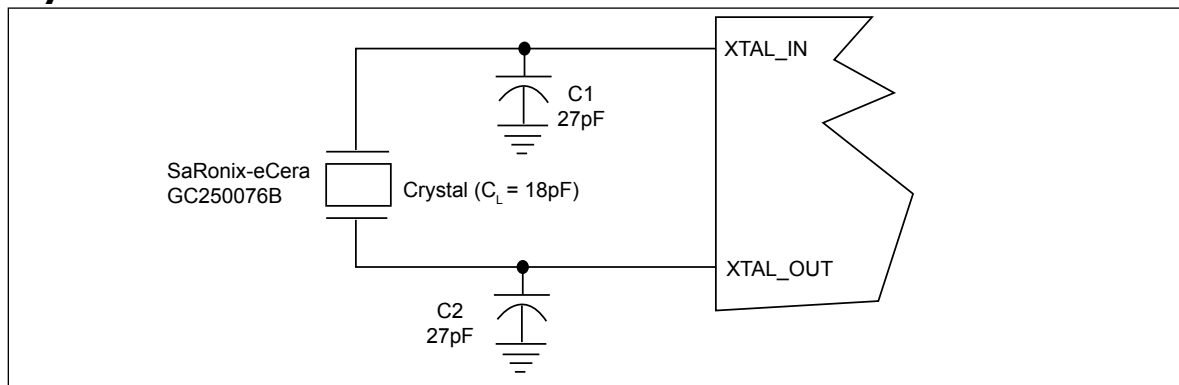 XTAL_IN
C1
27pF
SaRonix-eCera
GC250076B
Crystal (CL = 18pF)
XTAL_OUT
C2
27pF